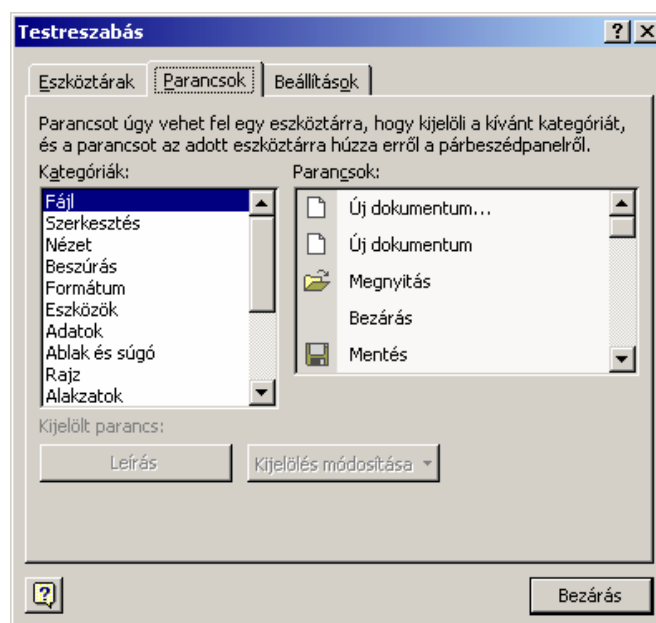 Testreszabás
Eszköztárak Parancsok Beállítások
Parancsot úgy vehet fel egy eszköztárra, hogy kijelöli a kívánt kategóriát,
és a parancsot az adott eszköztárra húzza erről a párbeszédpanelről.
Kategóriák:
Fájl
Szerkesztés
Nézet
Beszúrás
Formátum
Eszközök
Adatok
Ablak és súgó
Rajz
Alakzatok
Parancsok:
Új dokumentum...
Új dokumentum
Megnyitás
Bezárás
Mentés
Kijelölt parancs:
Leírás
Kijelölés módosítása
Bezárás